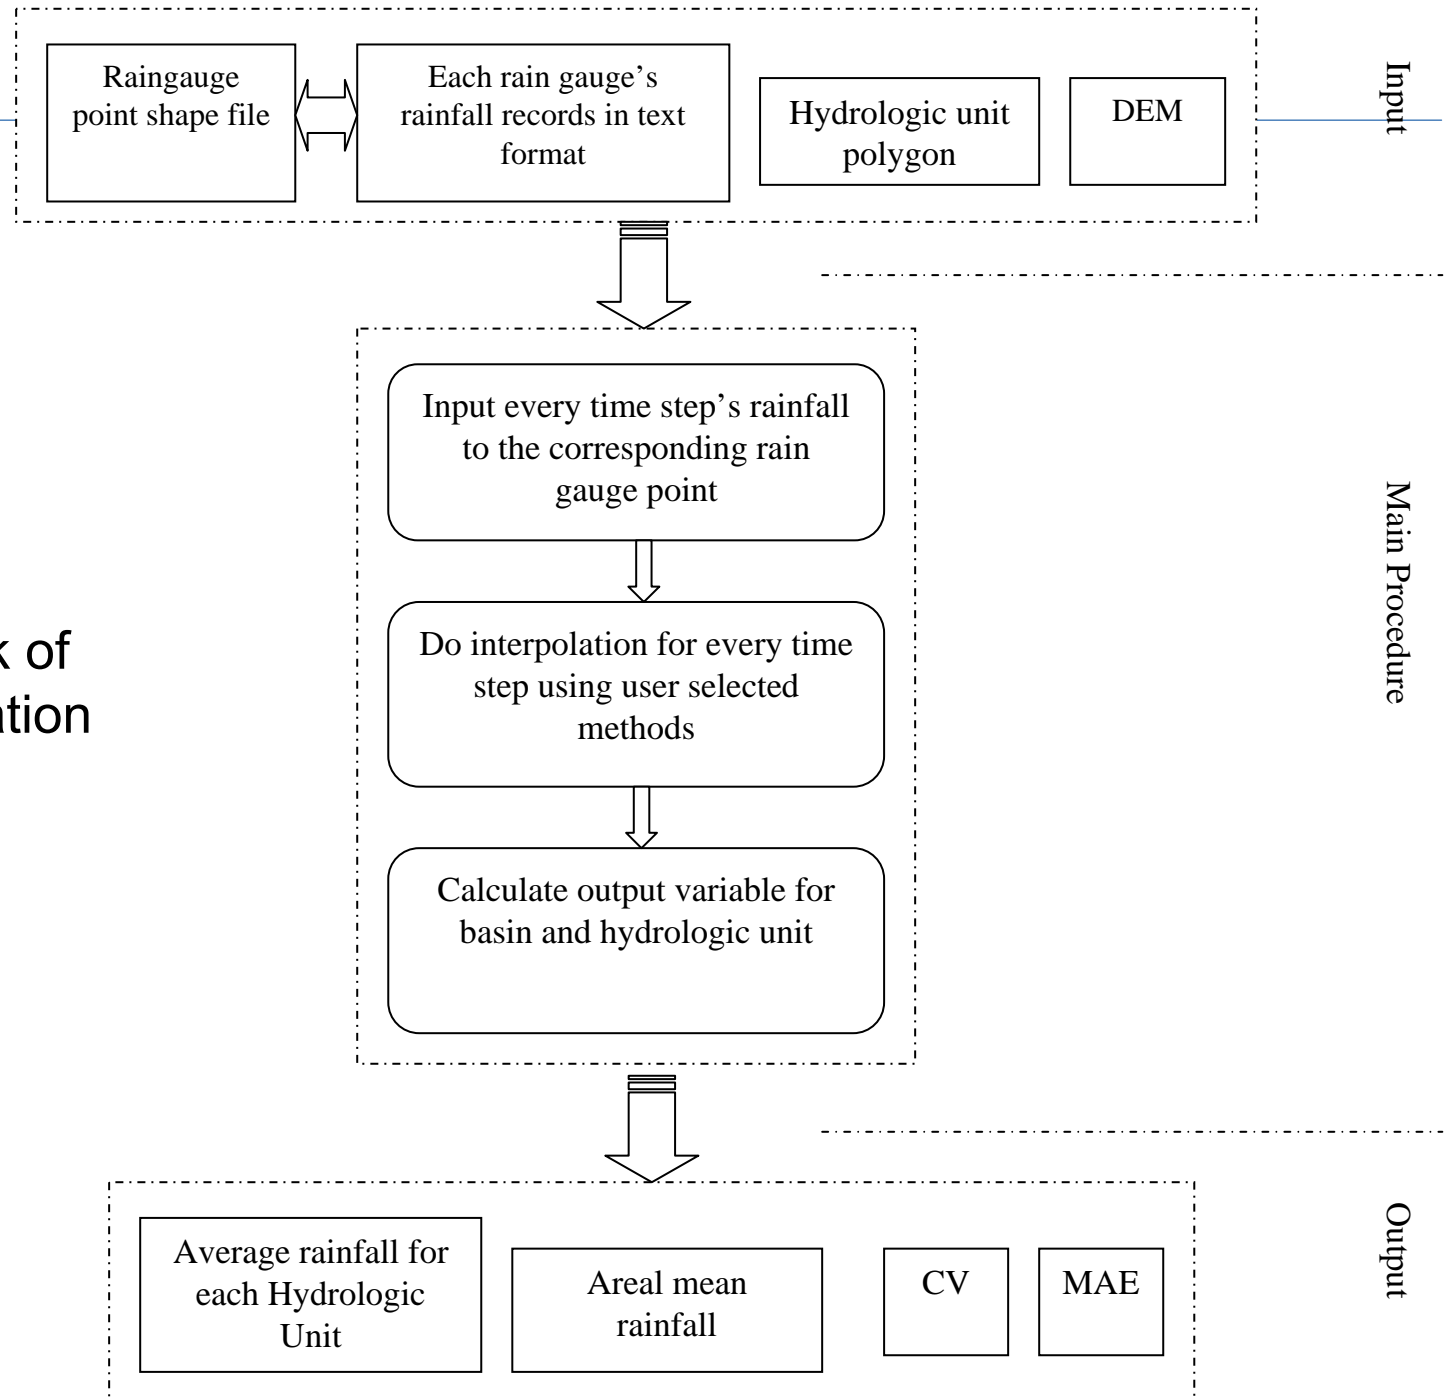 Raingauge
point shape file
Each rain gauge’s
rainfall records in text
format
Hydrologic unit
polygon
DEM
Input
Input every time step’s rainfall
to the corresponding rain
gauge point
Do interpolation for every time
step using user selected
methods
Calculate output variable for
basin and hydrologic unit
Main Procedure
of
Average rainfall for
each Hydrologic
Unit
Areal mean
rainfall
CV
MAE
Output